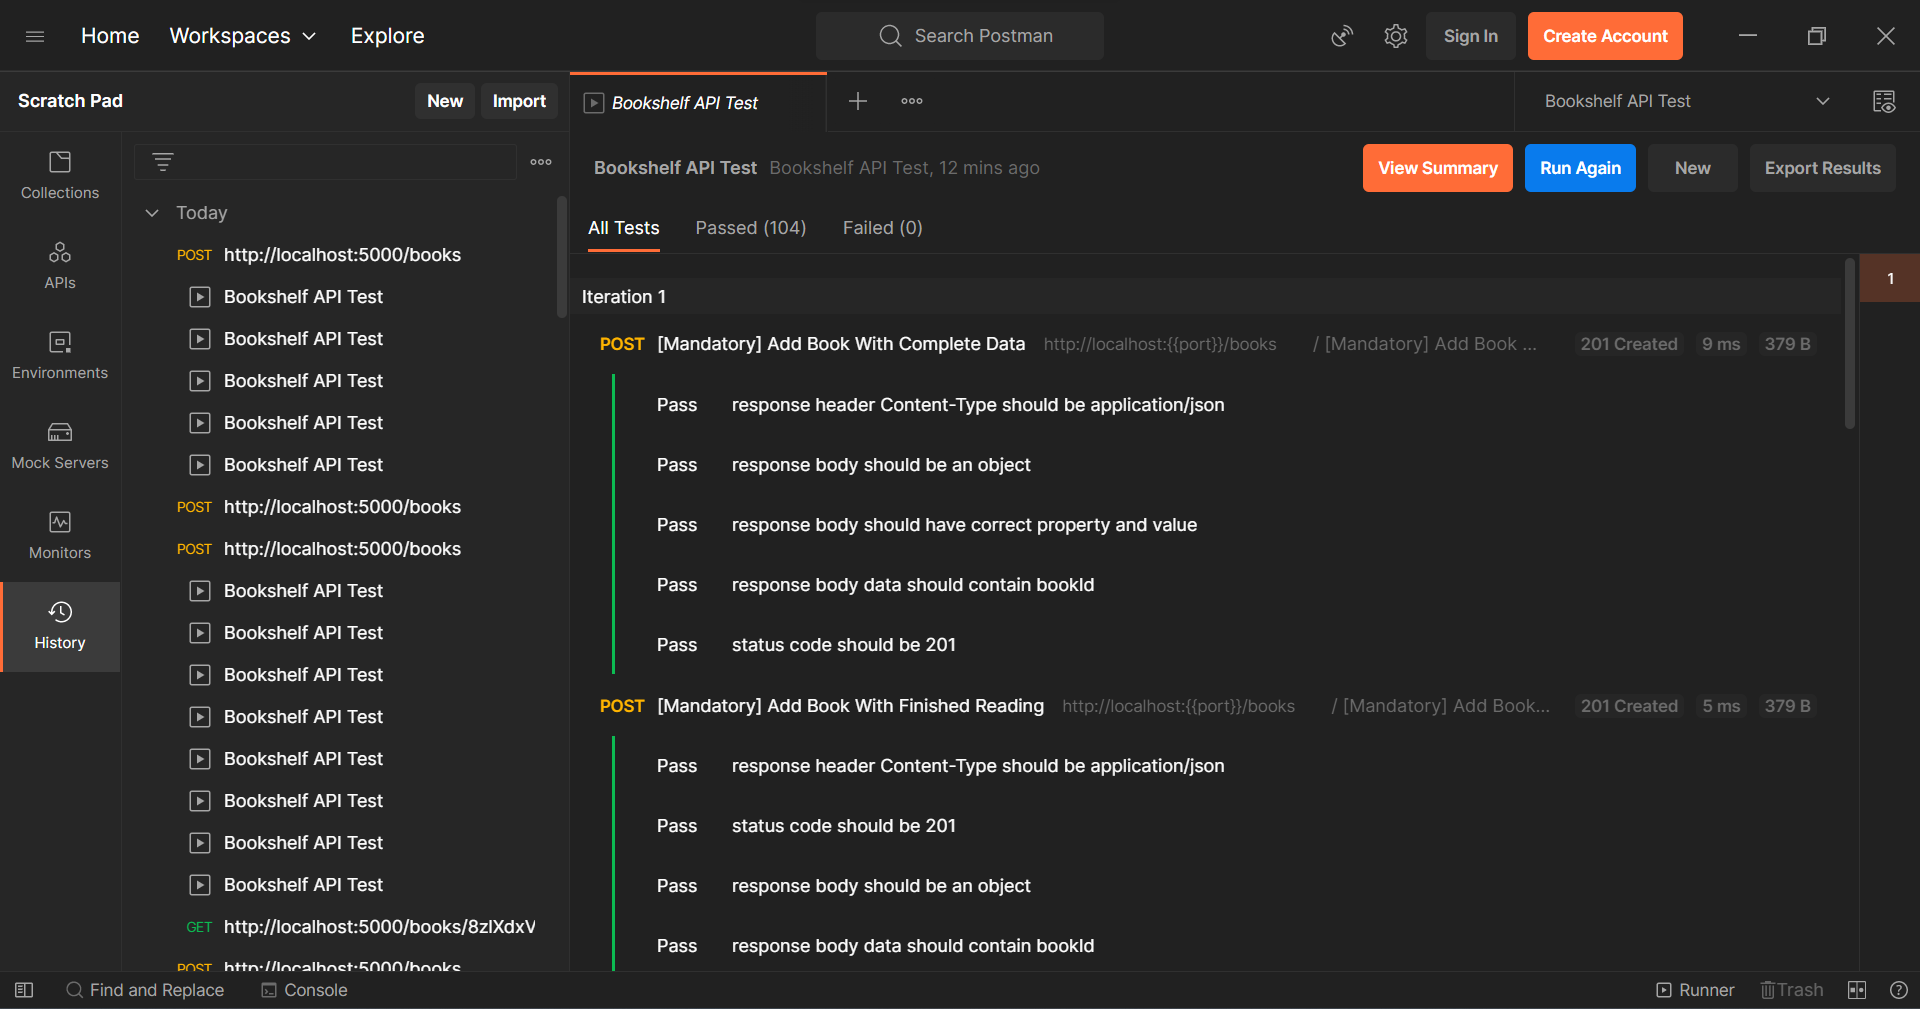 Home Workspaces Explore Search Postman Sign In Create Account
Scratch Pad New Import
Bookshelf API Test
Bookshelf API Test
Collections
APIs
Environments
Mock Servers
Monitors
History
Today
POST http://localhost:5000/books
Bookshelf API Test
Bookshelf API Test
Bookshelf API Test
Bookshelf API Test
Bookshelf API Test
POST http://localhost:5000/books
POST http://localhost:5000/books
Bookshelf API Test
Bookshelf API Test
Bookshelf API Test
Bookshelf API Test
Bookshelf API Test
Bookshelf API Test
Bookshelf API Test
Bookshelf API Test
GET http://localhost:5000/books/8zlXdxV
POST http://localhost:5000/books
Bookshelf API Test Bookshelf API Test, 12 mins ago View Summary Run Again New Export Results
All Tests Passed (104) Failed (0)
1
Iteration 1
POST [Mandatory] Add Book With Complete Data http://localhost:{{port}}/books / [Mandatory] Add Book ... 201 Created 9 ms 379 B
Pass response header Content-Type should be application/json
Pass response body should be an object
Pass response body should have correct property and value
Pass response body data should contain bookId
Pass status code should be 201
POST [Mandatory] Add Book With Finished Reading http://localhost:{{port}}/books / [Mandatory] Add Book... 201 Created 5 ms 379 B
Pass response header Content-Type should be application/json
Pass status code should be 201
Pass response body should be an object
Pass response body data should contain bookId
Find and Replace Console Runner Trash